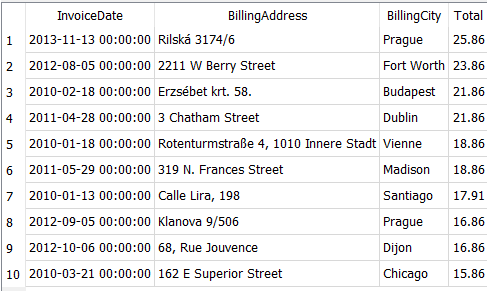 InvoiceDate BillingAddress BillingCity Total
1 2013-11-13 00:00:00 Rilská 3174/6 Prague 25.86
2 2012-08-05 00:00:00 2211 W Berry Street Fort Worth 23.86
3 2010-02-18 00:00:00 Erzsébet krt. 58. Budapest 21.86
4 2011-04-28 00:00:00 3 Chatham Street Dublin 21.86
5 2010-01-18 00:00:00 Rotenturmstraße 4, 1010 Innere Stadt Vienne 18.86
6 2011-05-29 00:00:00 319 N. Frances Street Madison 18.86
7 2010-01-13 00:00:00 Calle Lira, 198 Santiago 17.91
8 2012-09-05 00:00:00 Klanova 9/506 Prague 16.86
9 2012-10-06 00:00:00 68, Rue Jouvence Dijon 16.86
10 2010-03-21 00:00:00 162 E Superior Street Chicago 15.86